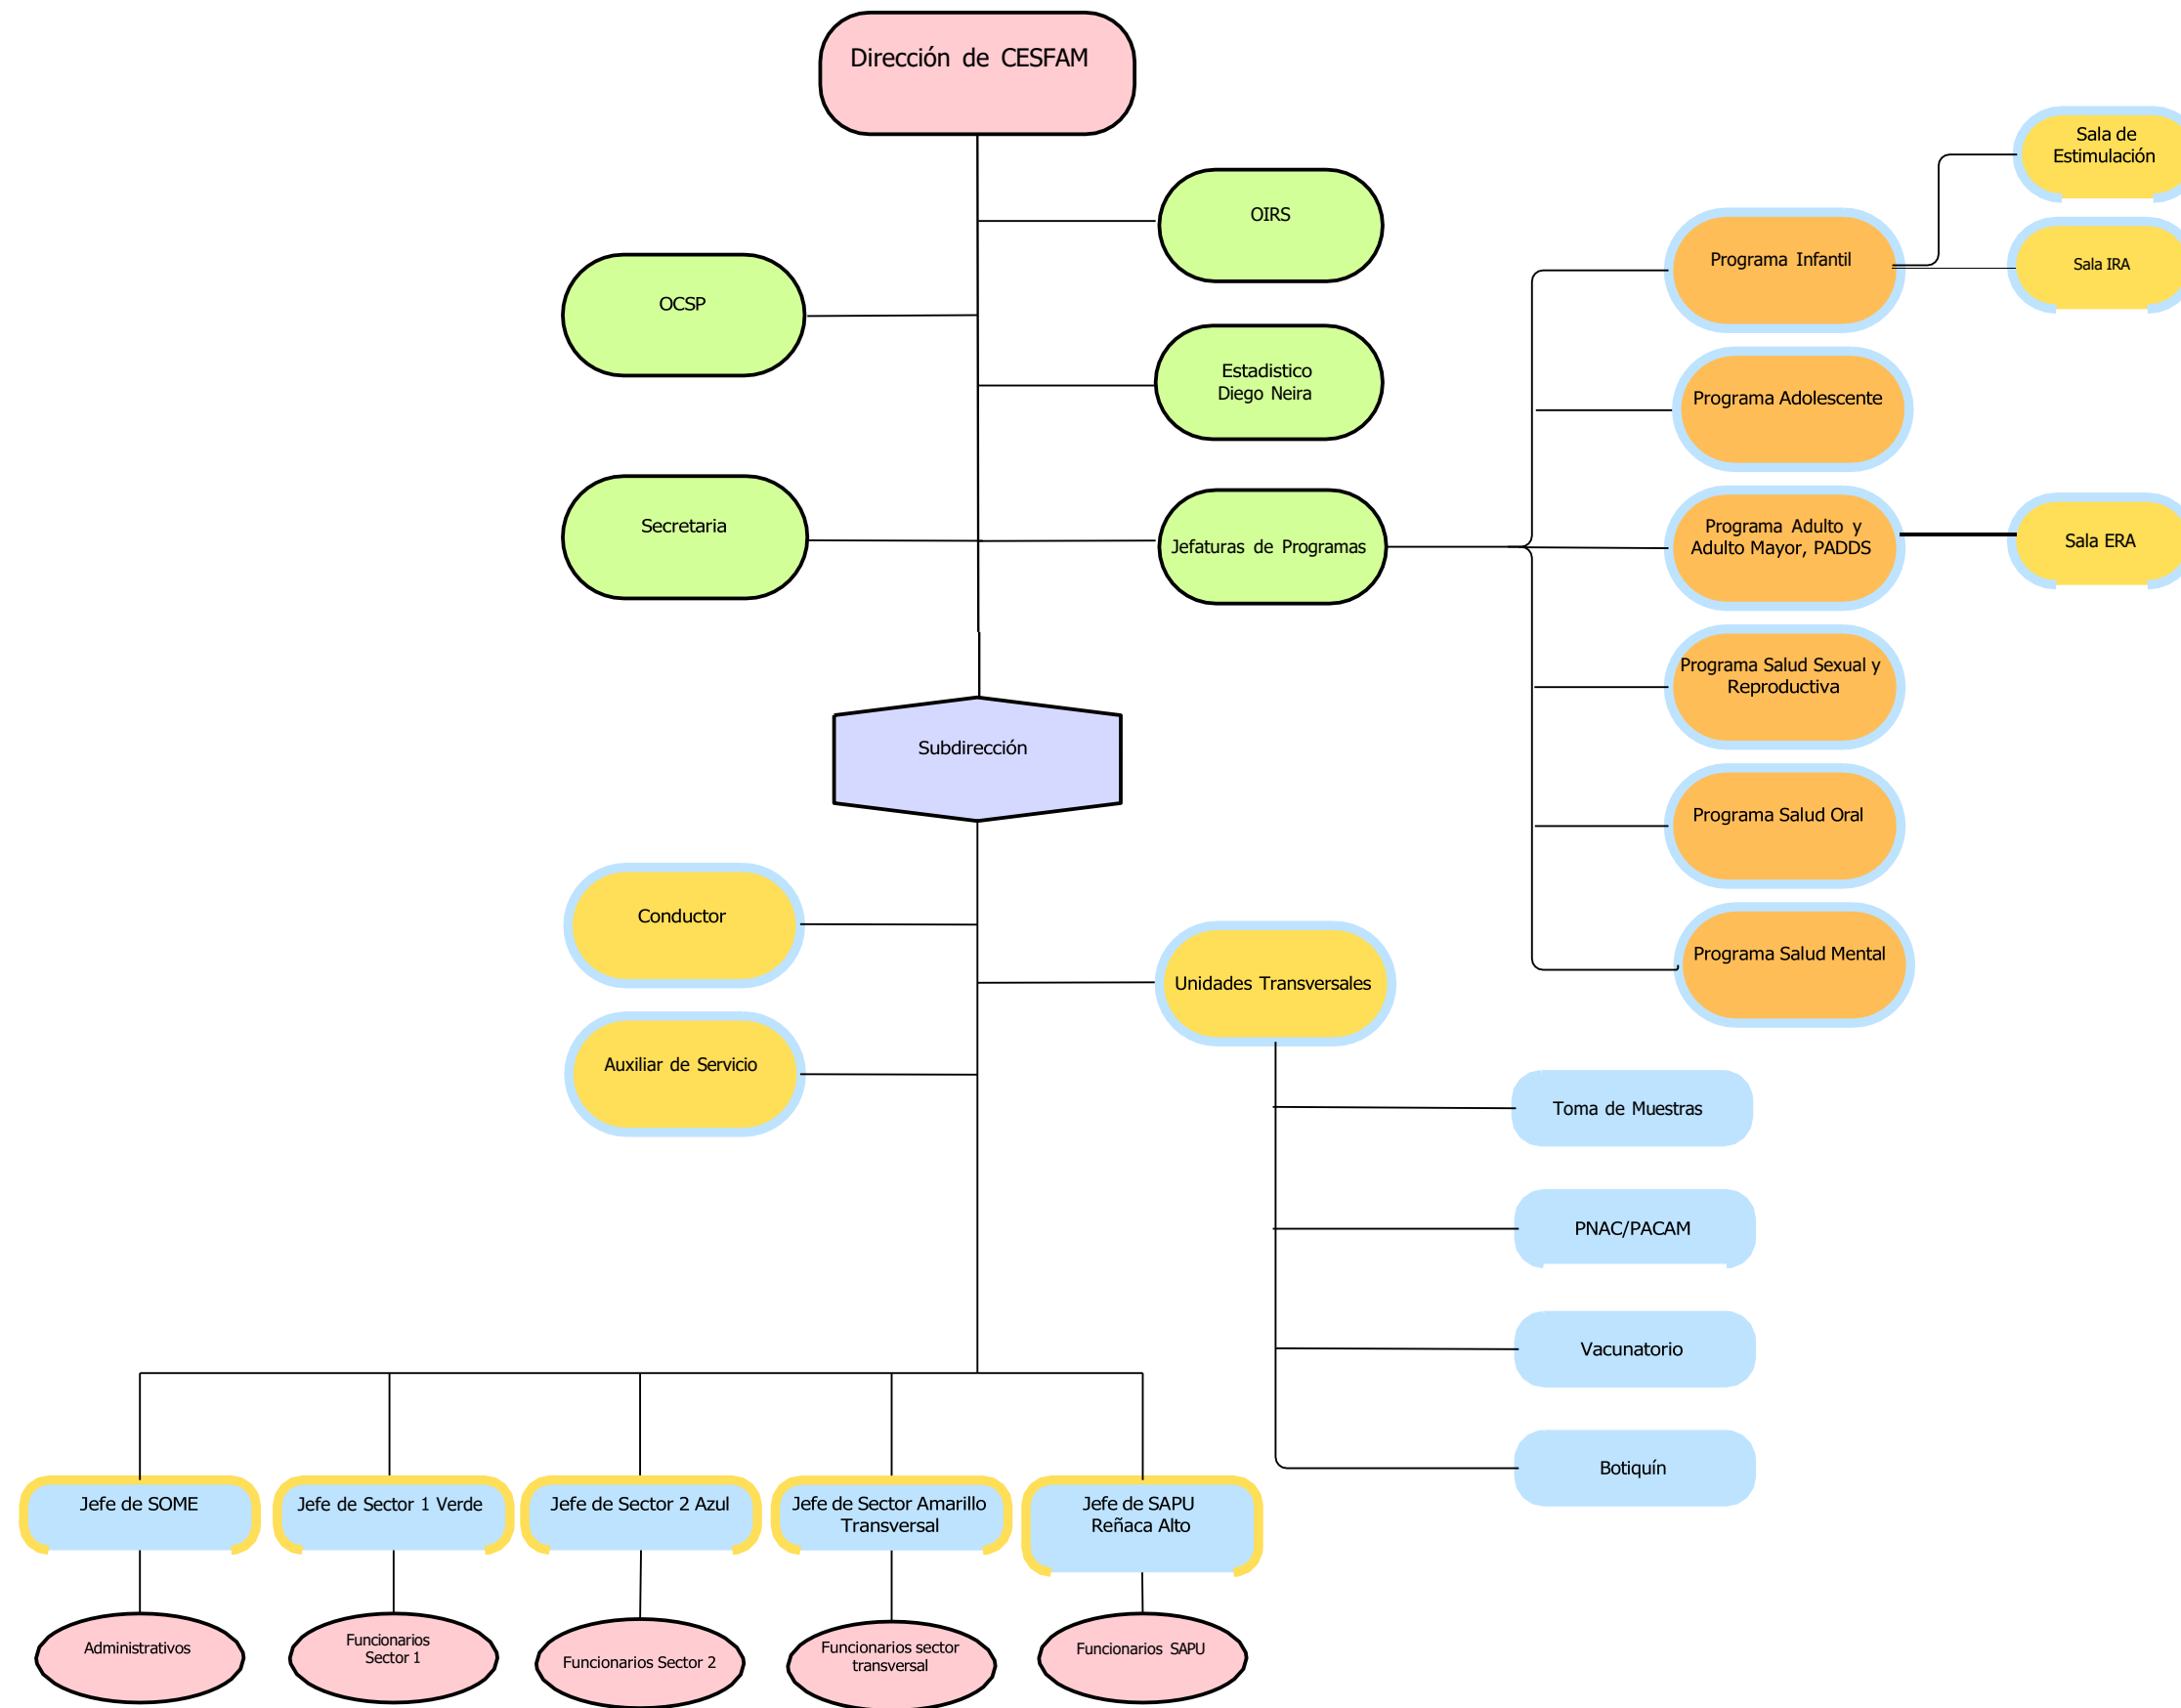 Dirección de CESFAM
OIRS
OCSP
Estadistico
Diego Neira
Secretaria
Jefaturas de Programas
Sala de
Estimulación
Programa Infantil
Sala IRA
Programa Adolescente
Programa Adulto y
Adulto Mayor, PADDS
Sala ERA
Programa Salud Sexual y
Reproductiva
Programa Salud Oral
Programa Salud Mental
Subdirección
Conductor
Unidades Transversales
Auxiliar de Servicio
Toma de Muestras
PNAC/PACAM
Vacunatorio
Botiquín
Jefe de SOME
Jefe de Sector 1 Verde
Jefe de Sector 2 Azul
Jefe de Sector Amarillo
Transversal
Jefe de SAPU
Reñaca Alto
Administrativos
Funcionarios
Sector 1
Funcionarios Sector 2
Funcionarios sector
transversal
Funcionarios SAPU